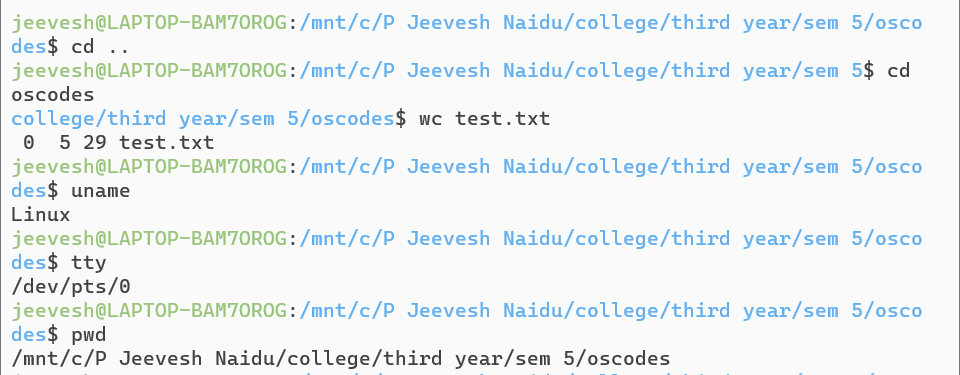 jeevesh@LAPTOP-BAM7OROG:/mnt/c/P Jeevesh Naidu/college/third year/sem 5/osco
des$ cd ..
jeevesh@LAPTOP-BAM7OROG:/mnt/c/P Jeevesh Naidu/college/third year/sem 5$ cd
oscodes
college/third year/sem 5/oscodes$ wc test.txt
 0  5 29 test.txt
jeevesh@LAPTOP-BAM7OROG:/mnt/c/P Jeevesh Naidu/college/third year/sem 5/osco
des$ uname
Linux
jeevesh@LAPTOP-BAM7OROG:/mnt/c/P Jeevesh Naidu/college/third year/sem 5/osco
des$ tty
/dev/pts/0
jeevesh@LAPTOP-BAM7OROG:/mnt/c/P Jeevesh Naidu/college/third year/sem 5/osco
des$ pwd
/mnt/c/P Jeevesh Naidu/college/third year/sem 5/oscodes